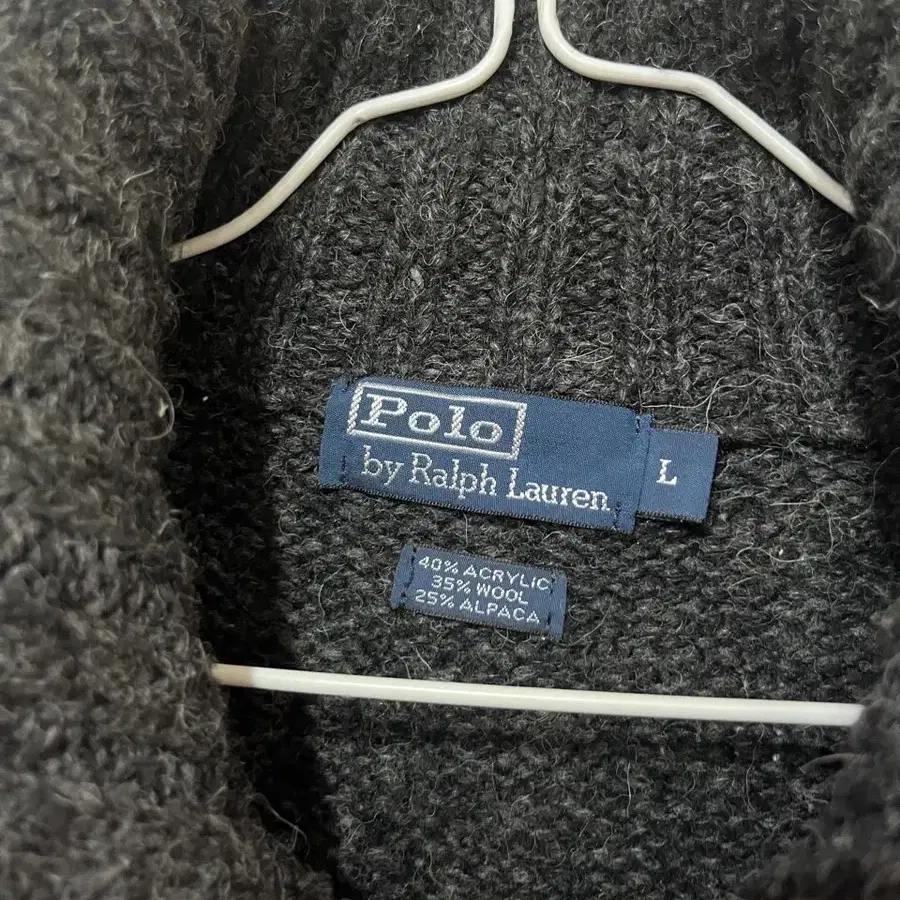 Polo
by Ralph Lauren
L
40% ACRYLIC
35% WOOL
25% ALPACA